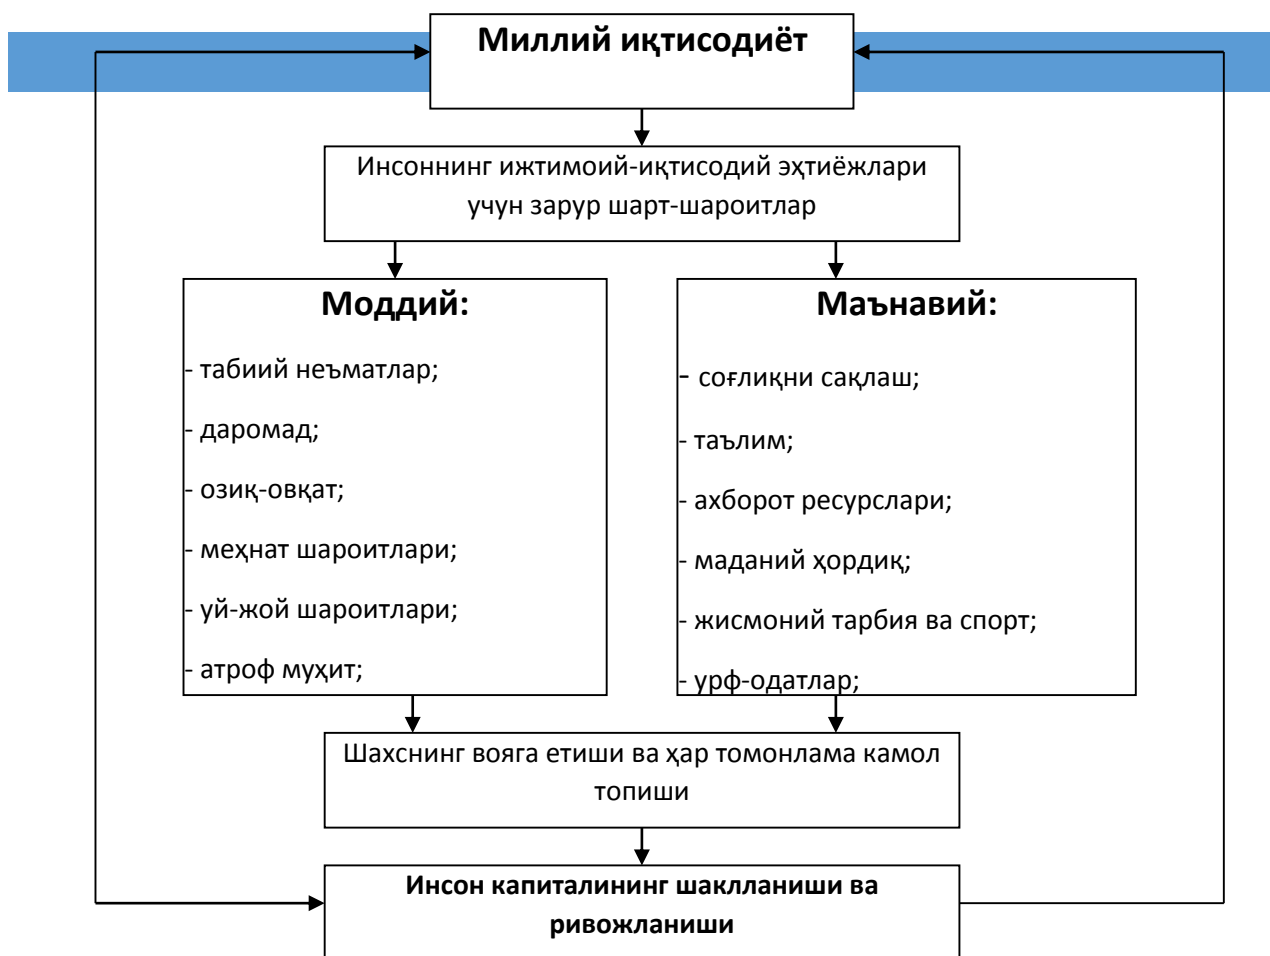 Миллий иқтисодиёт
Инсоннинг ижтимоий-иқтисодий эҳтиёжлари
учун зарур шарт-шароитлар
Моддий:
- табиий неъматлар;
- даромад;
- озиқ-овқат;
- меҳнат шароитлари;
- уй-жой шароитлари;
- атроф муҳит;
Маънавий:
- соғлиқни сақлаш;
- таълим;
- ахборот ресурслари;
- маданий ҳордиқ;
- жисмоний тарбия ва спорт;
- урф-одатлар;
Шахснинг вояга етиши ва ҳар томонлама камол
топиши
Инсон капиталининг шаклланиши ва
ривожланиши